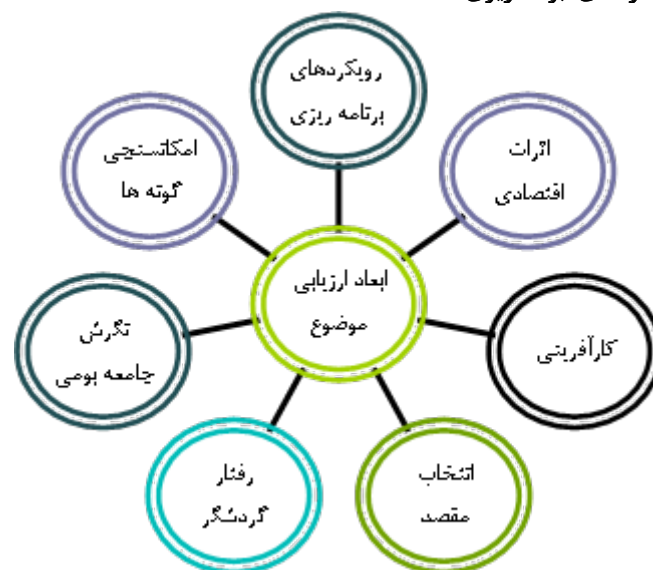 رویکردهای
برنامه ریزی
اثرات
اقتصادی
کارآفرینی
انتخاب
مقصد
رفتار
گردشگر
نگرش
جامعه بومی
امکانسنجی
گونه ها
ابعاد ارزیابی
موضوع